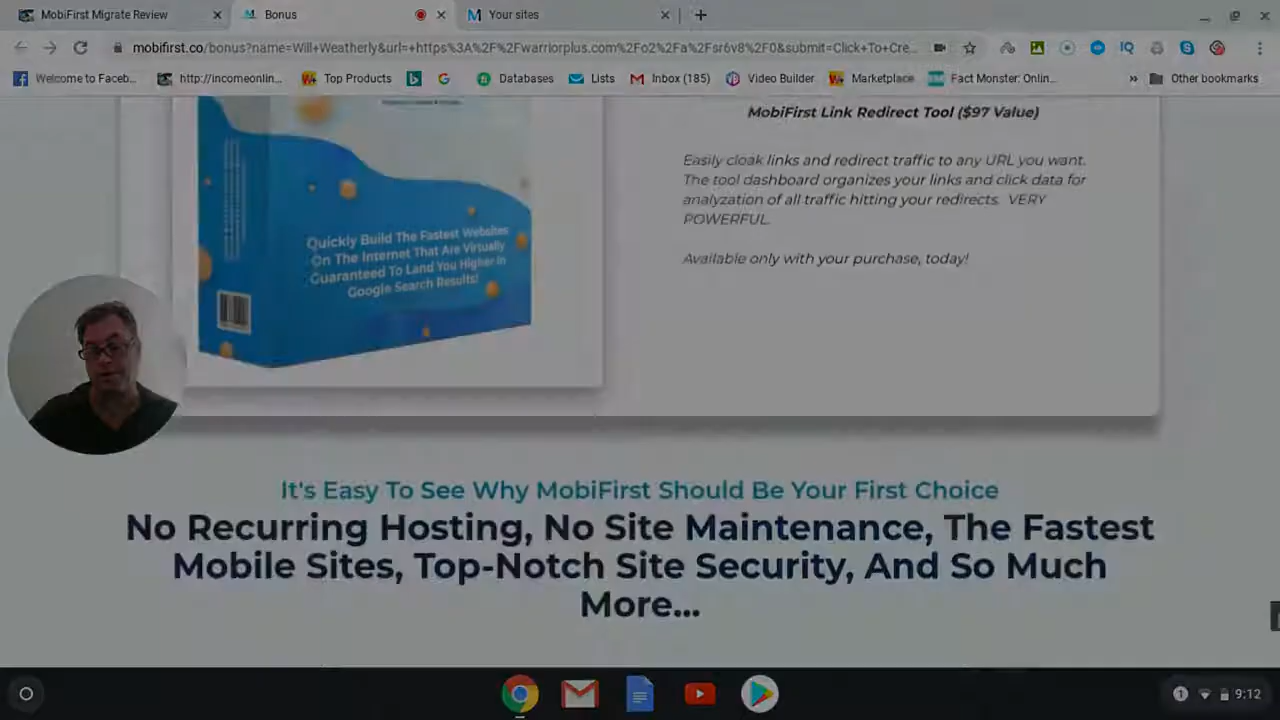 MobiFirst Migrate Review
Bonus
Your sites
mobifirst.co/bonus?name=Will+Weatherly&url=+https%3A%2F%2Fwarriorplus.com%2Fo2%2Fa%2Fsr6v8%2F0&submit=Click+To+Cre...
Welcome to Faceb...
http://incomeonlin...
Top Products
Databases
Lists
Inbox (185)
Video Builder
Marketplace
Fact Monster: Onlin...
Other bookmarks
MobiFirst Link Redirect Tool ($97 Value)
Easily cloak links and redirect traffic to any URL you want.
The tool dashboard organizes your links and click data for
analyzation of all traffic hitting your redirects. VERY
POWERFUL.
Available only with your purchase, today!
Quickly Build The Fastest Websites
On The Internet That Are Virtually
Guaranteed To Land You Higher In
Google Search Results!
It's Easy To See Why MobiFirst Should Be Your First Choice
No Recurring Hosting, No Site Maintenance, The Fastest
Mobile Sites, Top-Notch Site Security, And So Much
More...
9:12